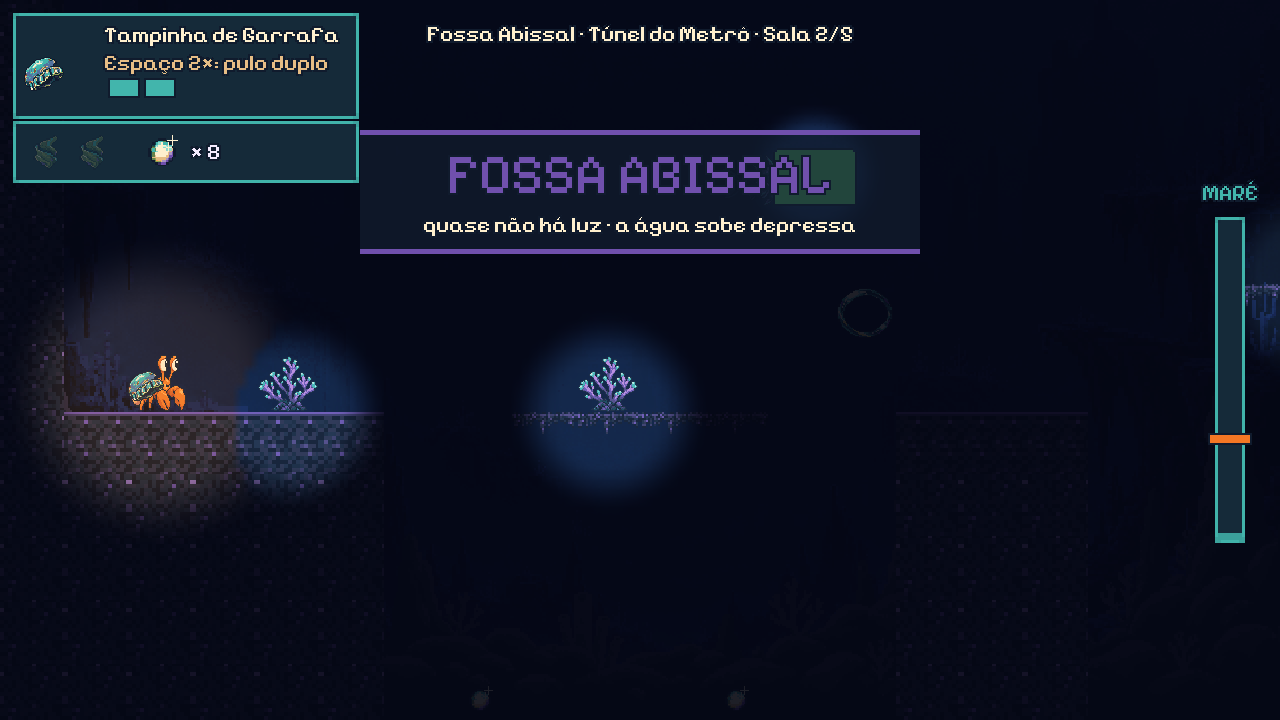 Tampinha de Garrafa
Espaço 2×: pulo duplo
× 8
Fossa Abissal · Túnel do Metrô · Sala 2/8
FOSSA ABISSAL
quase não há luz · a água sobe depressa
MARÉ